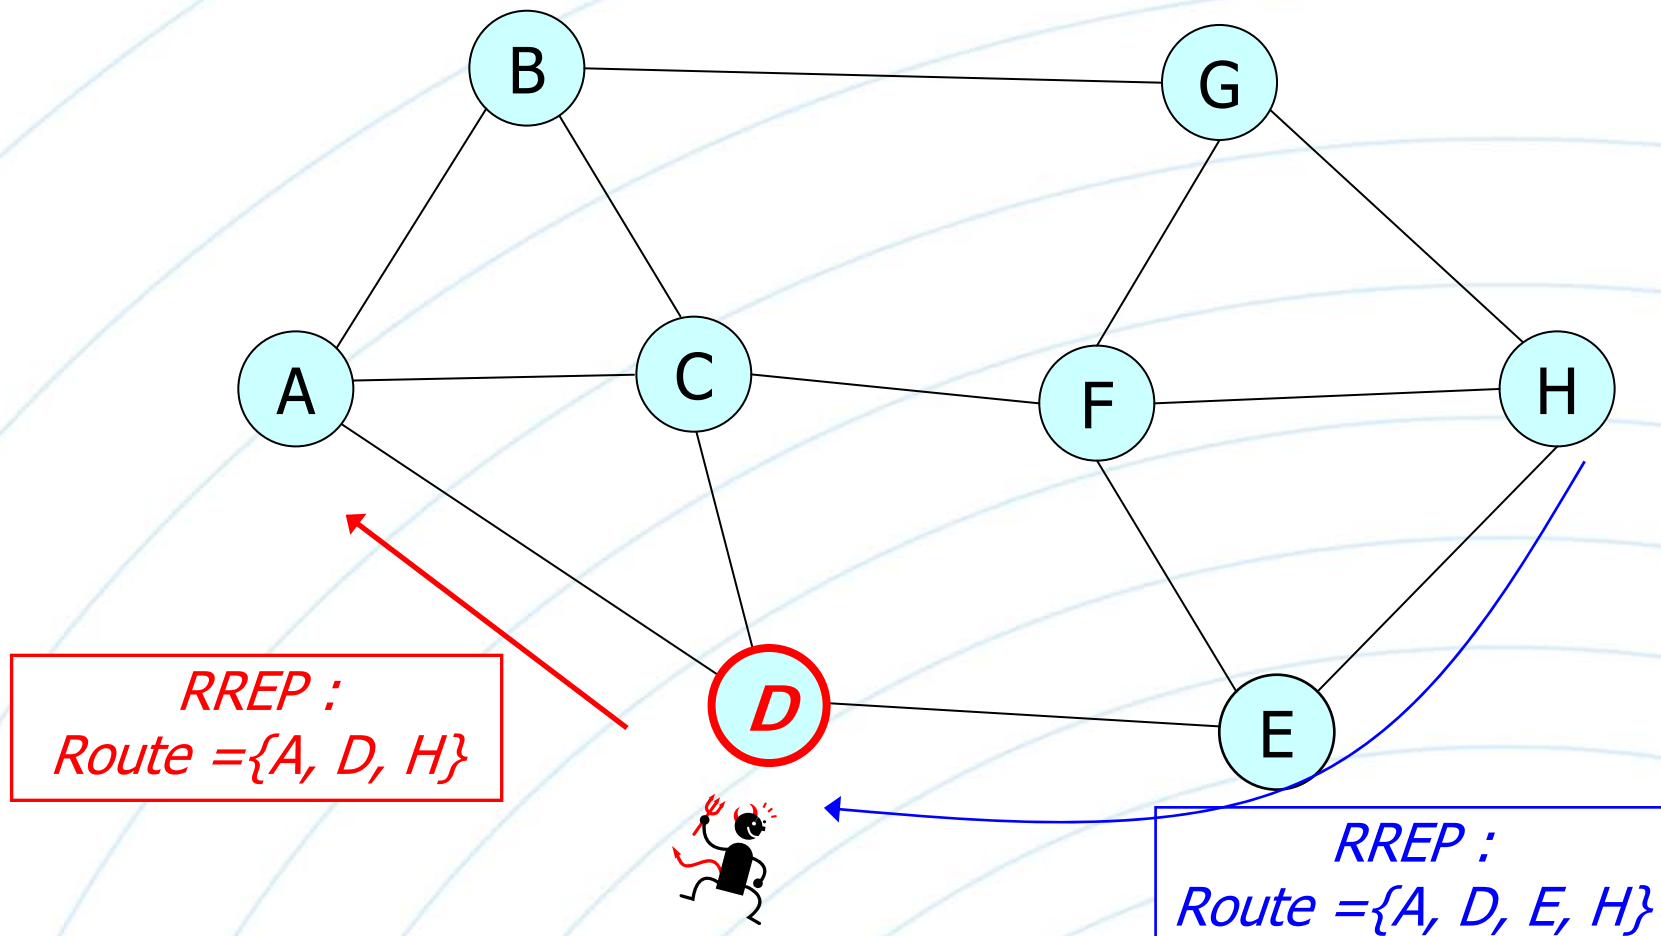 B
G
A
C
F
H
D
E
RREP :
Route ={A, D, H}
RREP :
Route ={A, D, E, H}